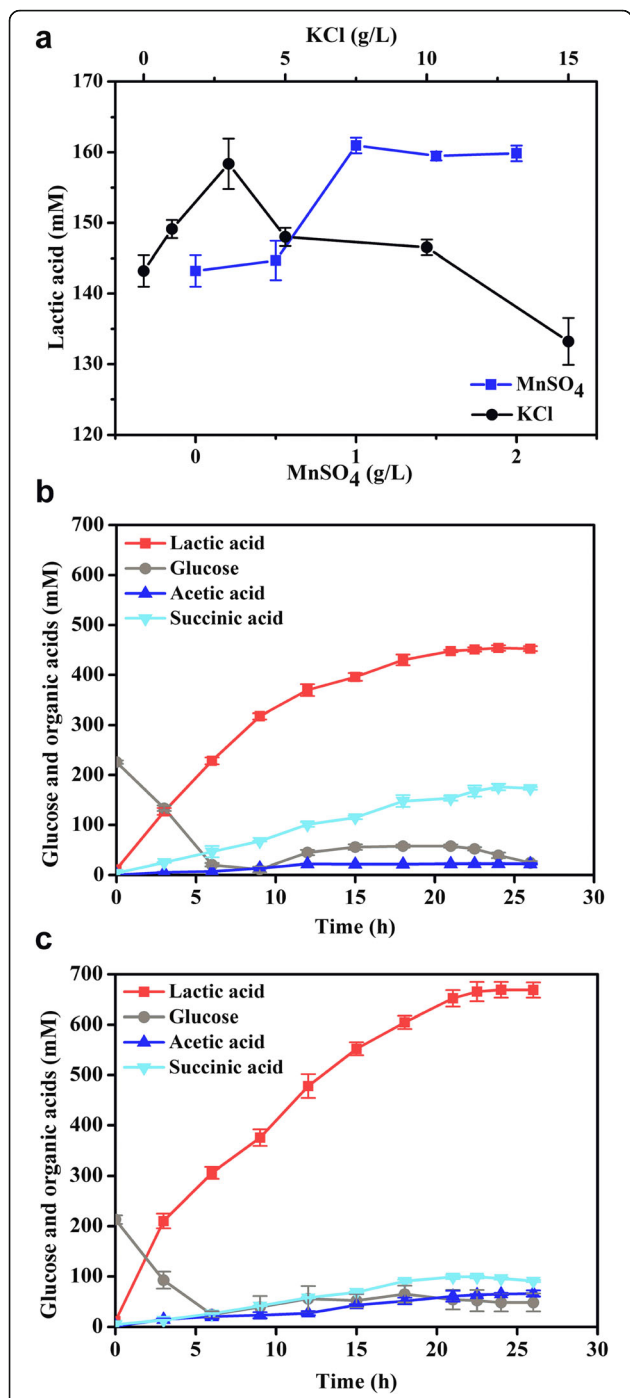 a
KCl (g/L)
0 5 10 15
170
160
150
140
130
120
Lactic acid (mM)
MnSO4
KCl
0 1 2
MnSO4 (g/L)
b
700
600
500
400
300
200
100
0
Glucose and organic acids (mM)
Lactic acid
Glucose
Acetic acid
Succinic acid
0 5 10 15 20 25 30
Time (h)
c
700
600
500
400
300
200
100
0
Glucose and organic acids (mM)
Lactic acid
Glucose
Acetic acid
Succinic acid
0 5 10 15 20 25 30
Time (h)